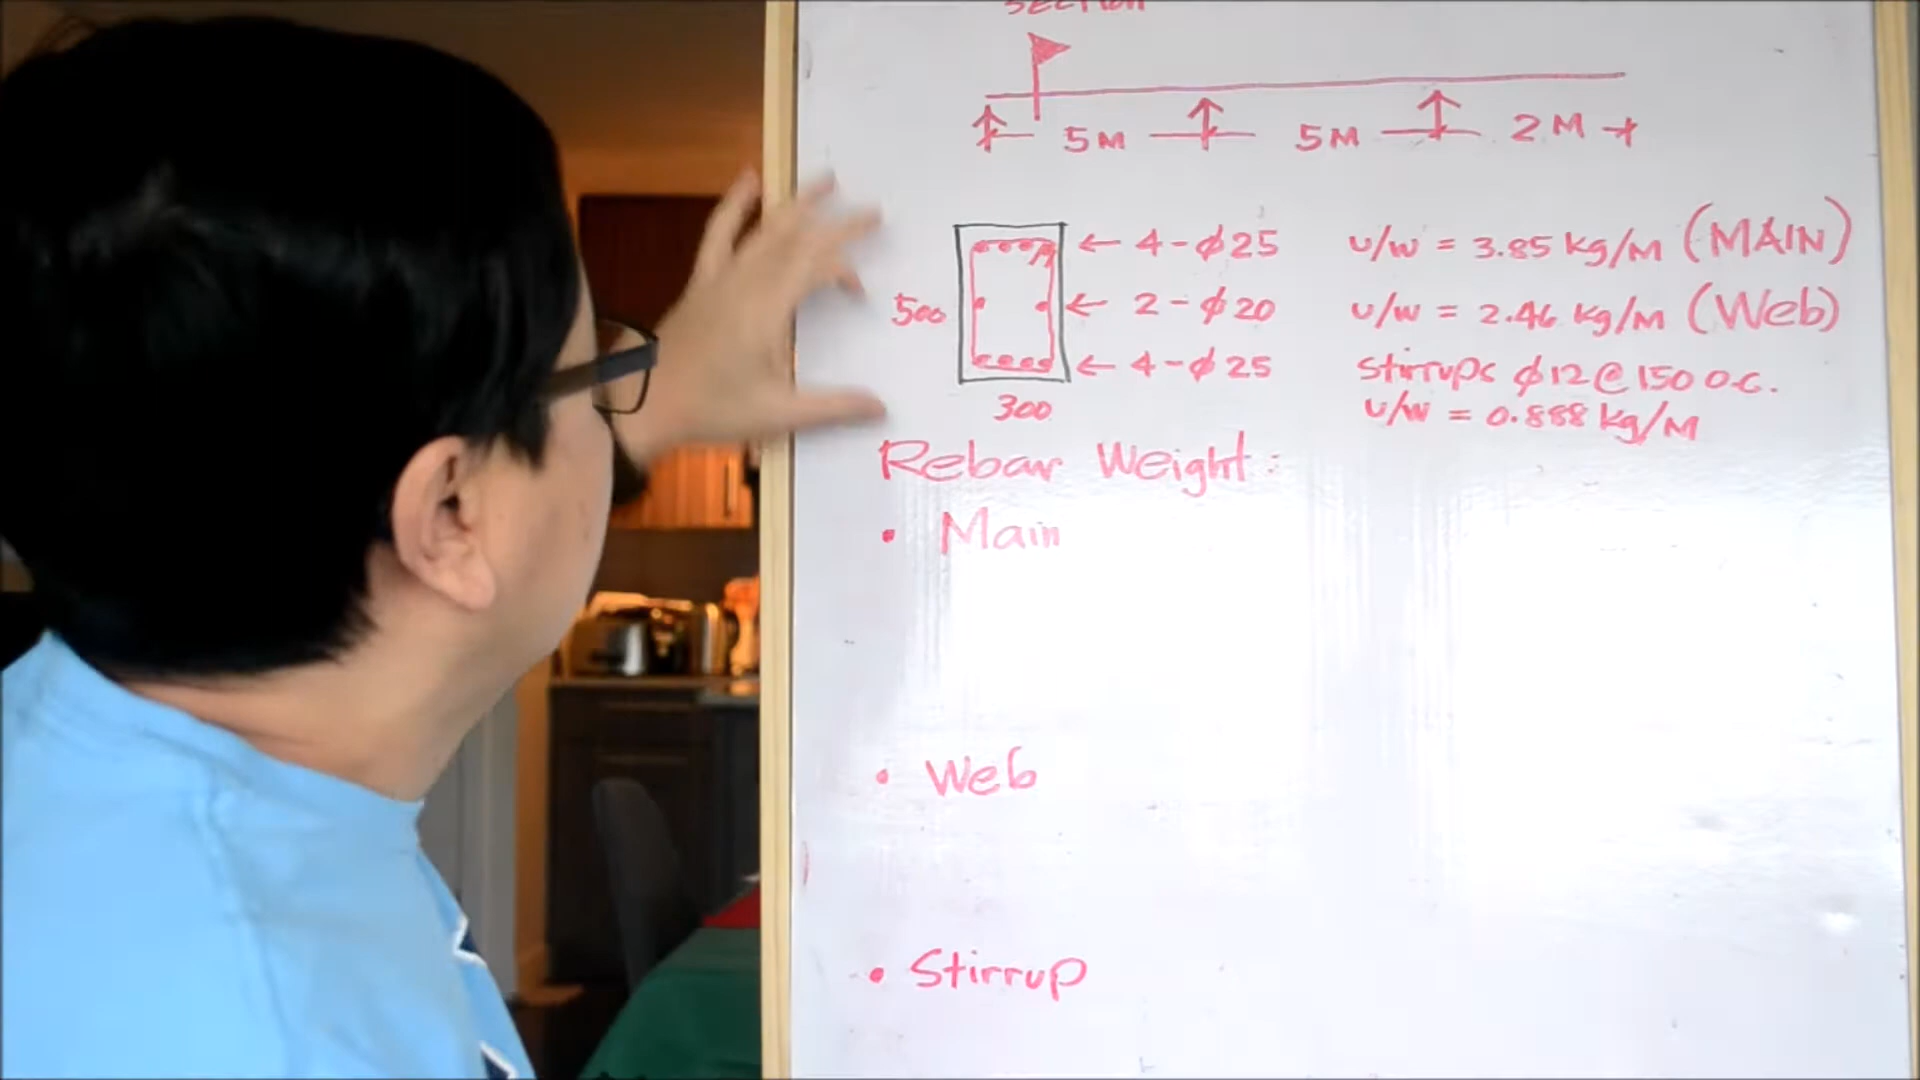 Section
5M 5M 2M
4-φ25 u/w = 3.85 kg/M (MAIN)
500 2-φ20 u/w = 2.46 kg/M (Web)
4-φ25 Stirrups φ12@150 O.C.
300 u/w = 0.888 kg/M
Rebar Weight:
• Main
• Web
• Stirrup